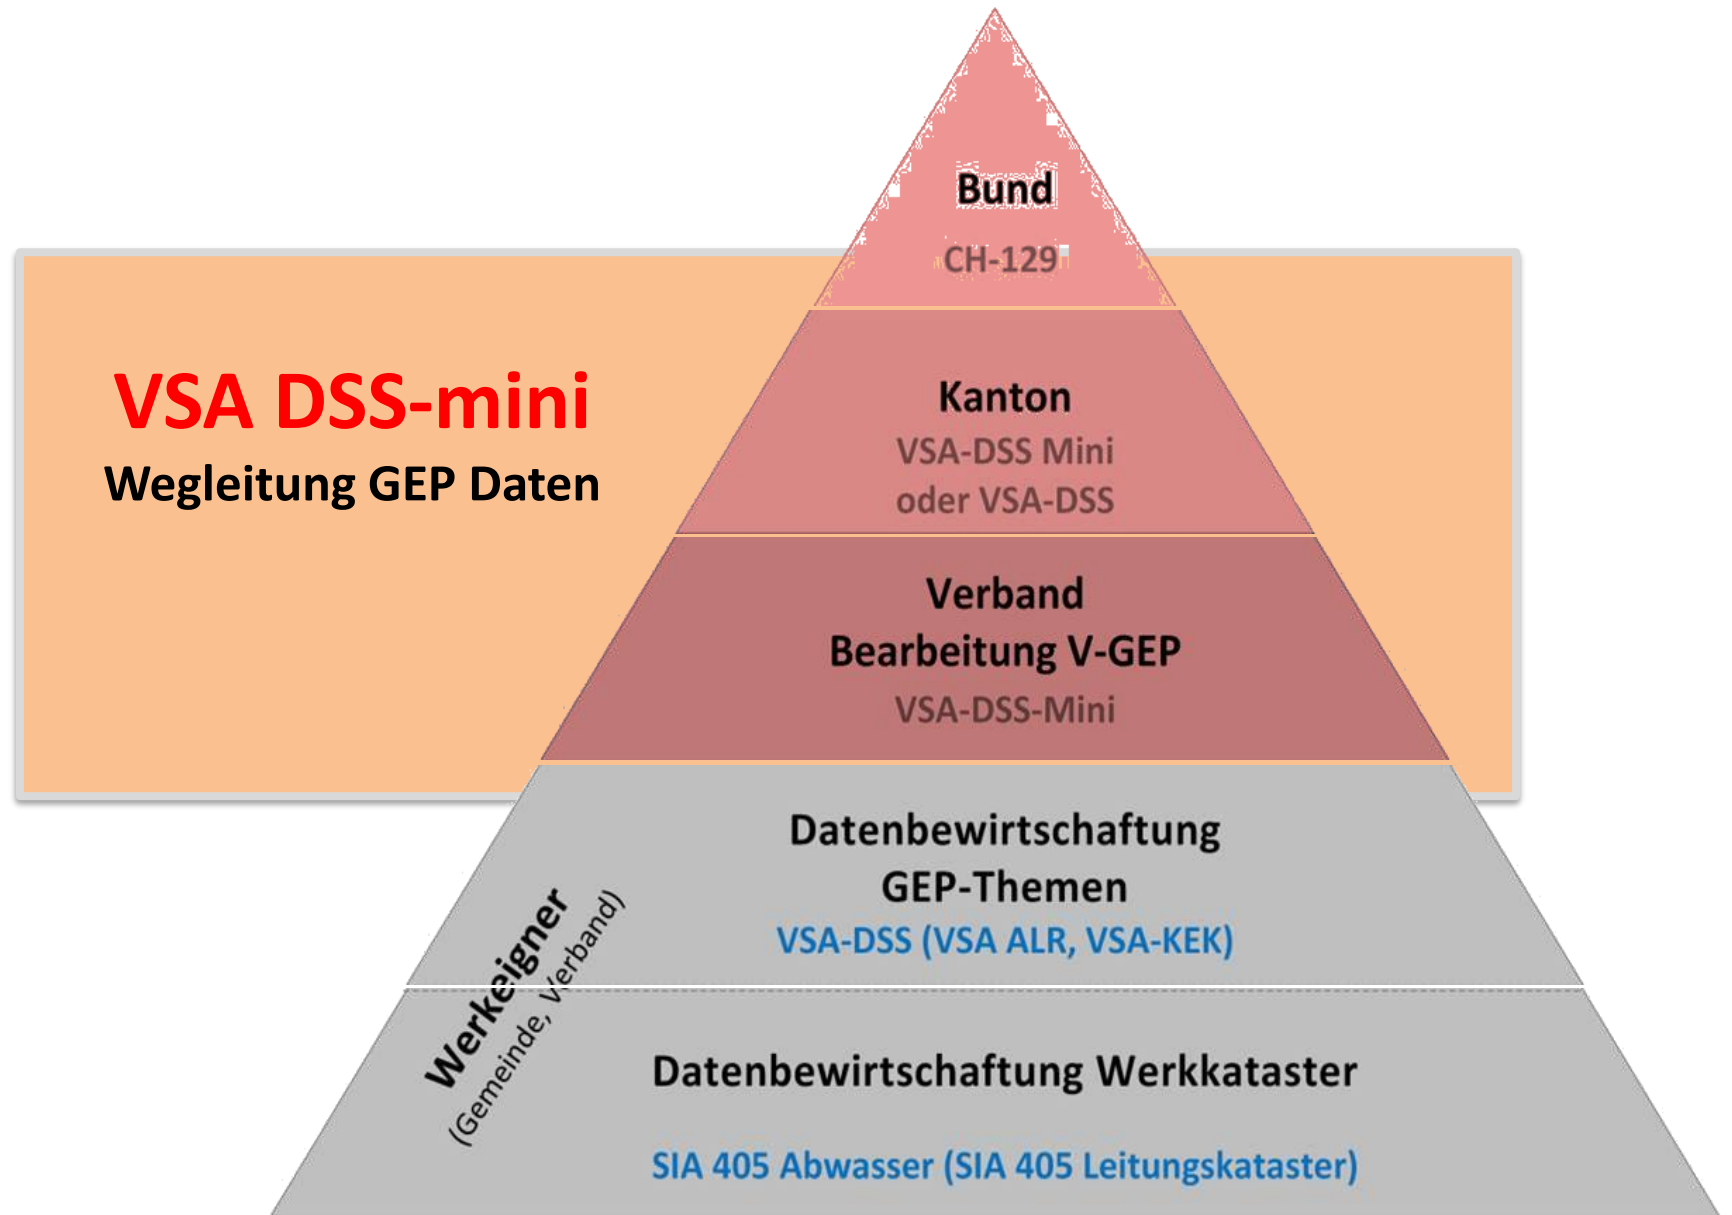 Bund
CH-129
VSA DSS-mini
Wegleitung GEP Daten
Kanton
VSA-DSS Mini
oder VSA-DSS
Verband
Bearbeitung V-GEP
VSA-DSS-Mini
Datenbewirtschaftung
GEP-Themen
VSA-DSS (VSA ALR, VSA-KEK)
Werkeigner
(Gemeinde, Verband)
Datenbewirtschaftung Werkkataster
SIA 405 Abwasser (SIA 405 Leitungskataster)